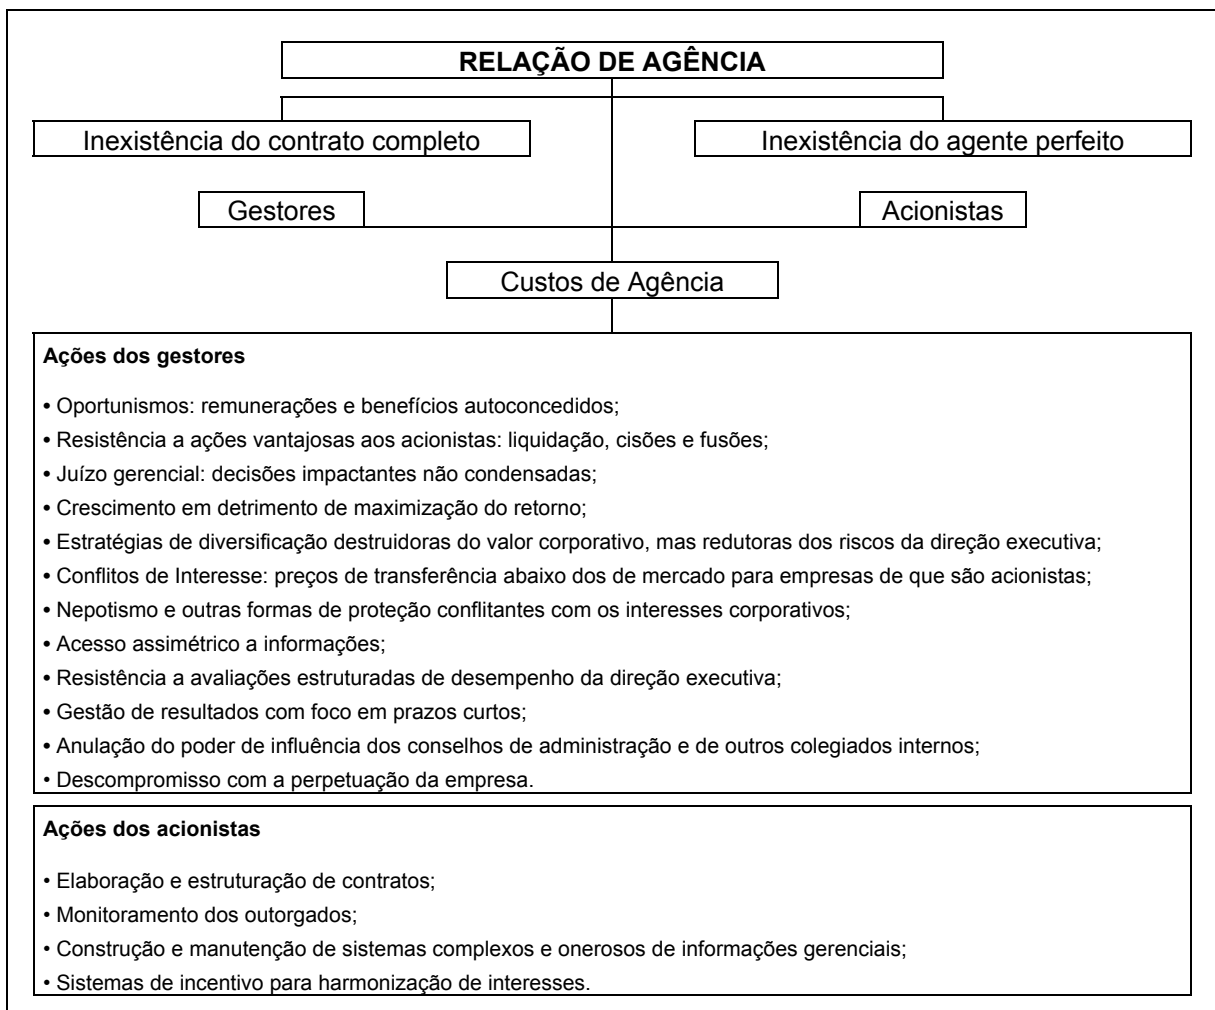 RELAÇÃO DE AGÊNCIA
Inexistência do contrato completo
Inexistência do agente perfeito
Gestores
Acionistas
Custos de Agência
Ações dos gestores
• Oportunismos: remunerações e benefícios autoconcedidos;
• Resistência a ações vantajosas aos acionistas: liquidação, cisões e fusões;
• Juízo gerencial: decisões impactantes não condensadas;
• Crescimento em detrimento de maximização do retorno;
• Estratégias de diversificação destruidoras do valor corporativo, mas redutoras dos riscos da direção executiva;
• Conflitos de Interesse: preços de transferência abaixo dos de mercado para empresas de que são acionistas;
• Nepotismo e outras formas de proteção conflitantes com os interesses corporativos;
• Acesso assimétrico a informações;
• Resistência a avaliações estruturadas de desempenho da direção executiva;
• Gestão de resultados com foco em prazos curtos;
• Anulação do poder de influência dos conselhos de administração e de outros colegiados internos;
• Descompromisso com a perpetuação da empresa.
Ações dos acionistas
• Elaboração e estruturação de contratos;
• Monitoramento dos outorgados;
• Construção e manutenção de sistemas complexos e onerosos de informações gerenciais;
• Sistemas de incentivo para harmonização de interesses.